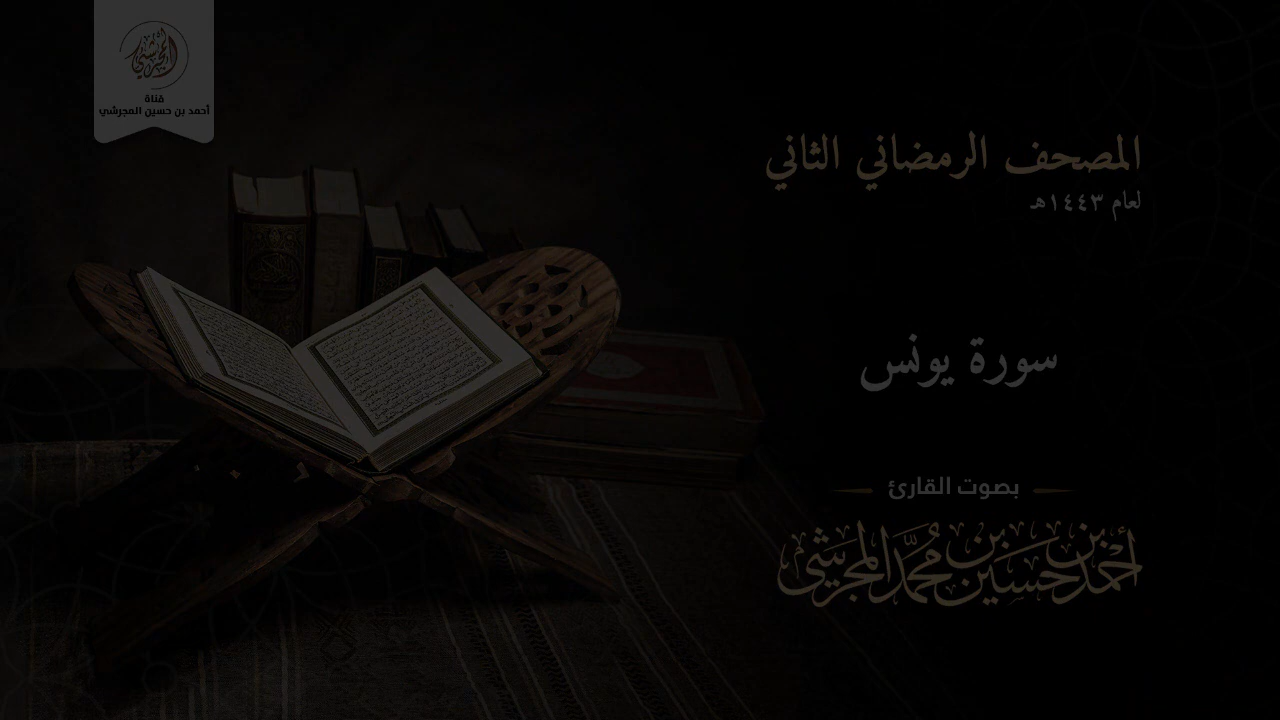 المجرشي
قناة
أحمد بن حسين المجرشي
المصحف الرمضاني الثاني
لعام ١٤٤٣هـ
سورة يونس
بصوت القارئ
أحمد بن حسين بن محمد المجرشي